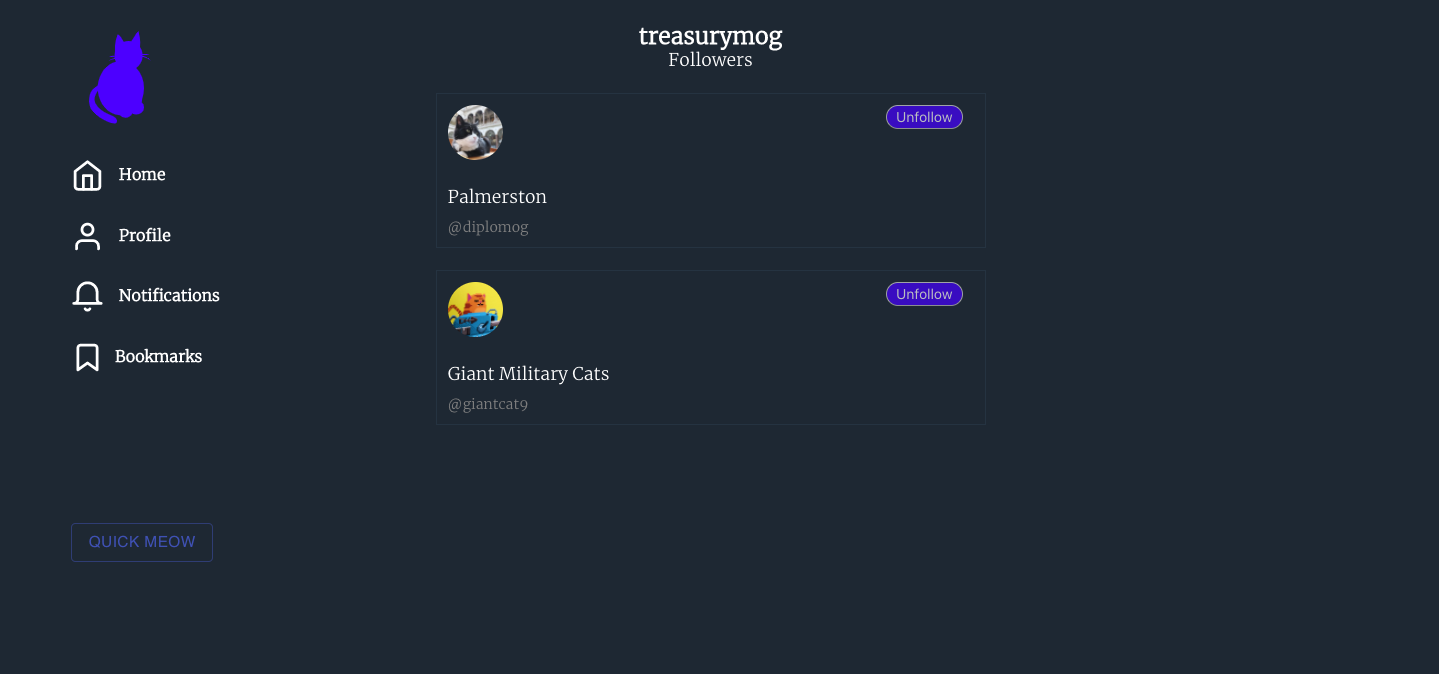 treasurymog
Followers
Home
Profile
Notifications
Bookmarks
QUICK MEOW
Unfollow
Palmerston
@diplomog
Unfollow
Giant Military Cats
@giantcat9